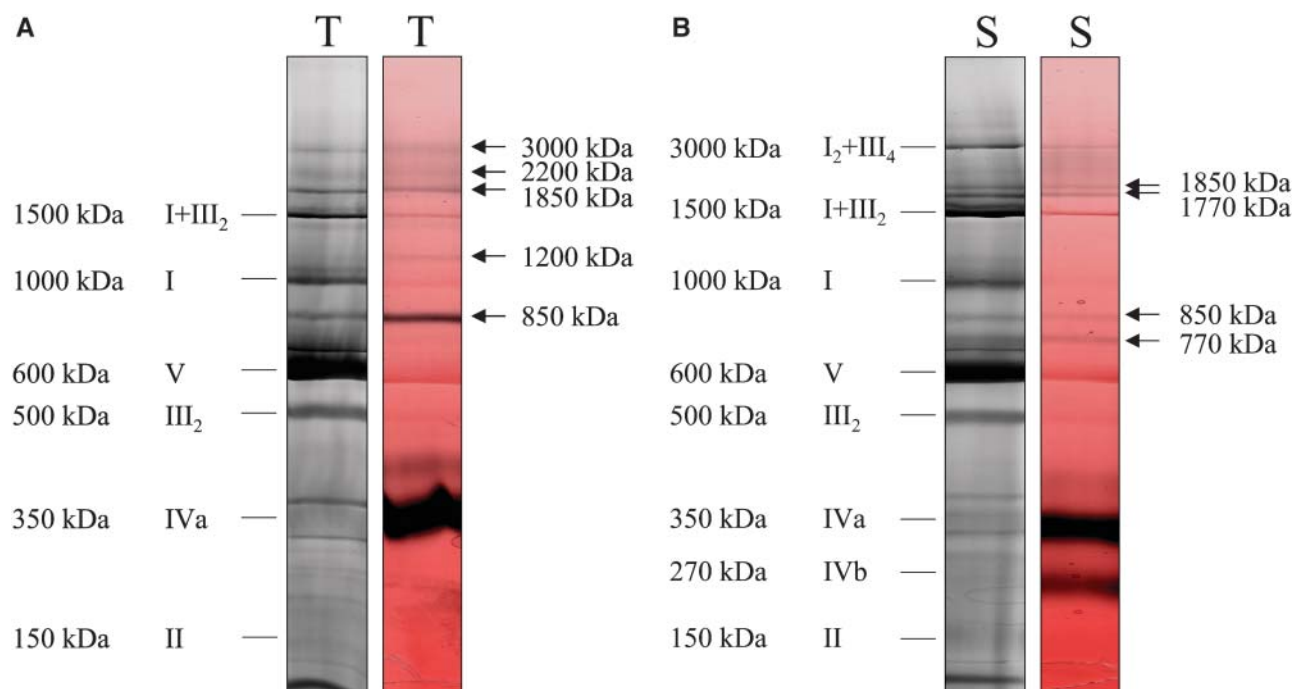 A T T
3000 kDa
2200 kDa
1850 kDa
1500 kDa I+III₂
1200 kDa
1000 kDa I
850 kDa
600 kDa V
500 kDa III₂
350 kDa IVa
150 kDa II
B S S
3000 kDa I₂+III₄
1850 kDa
1770 kDa
1500 kDa I+III₂
1000 kDa I
850 kDa
770 kDa
600 kDa V
500 kDa III₂
350 kDa IVa
270 kDa IVb
150 kDa II